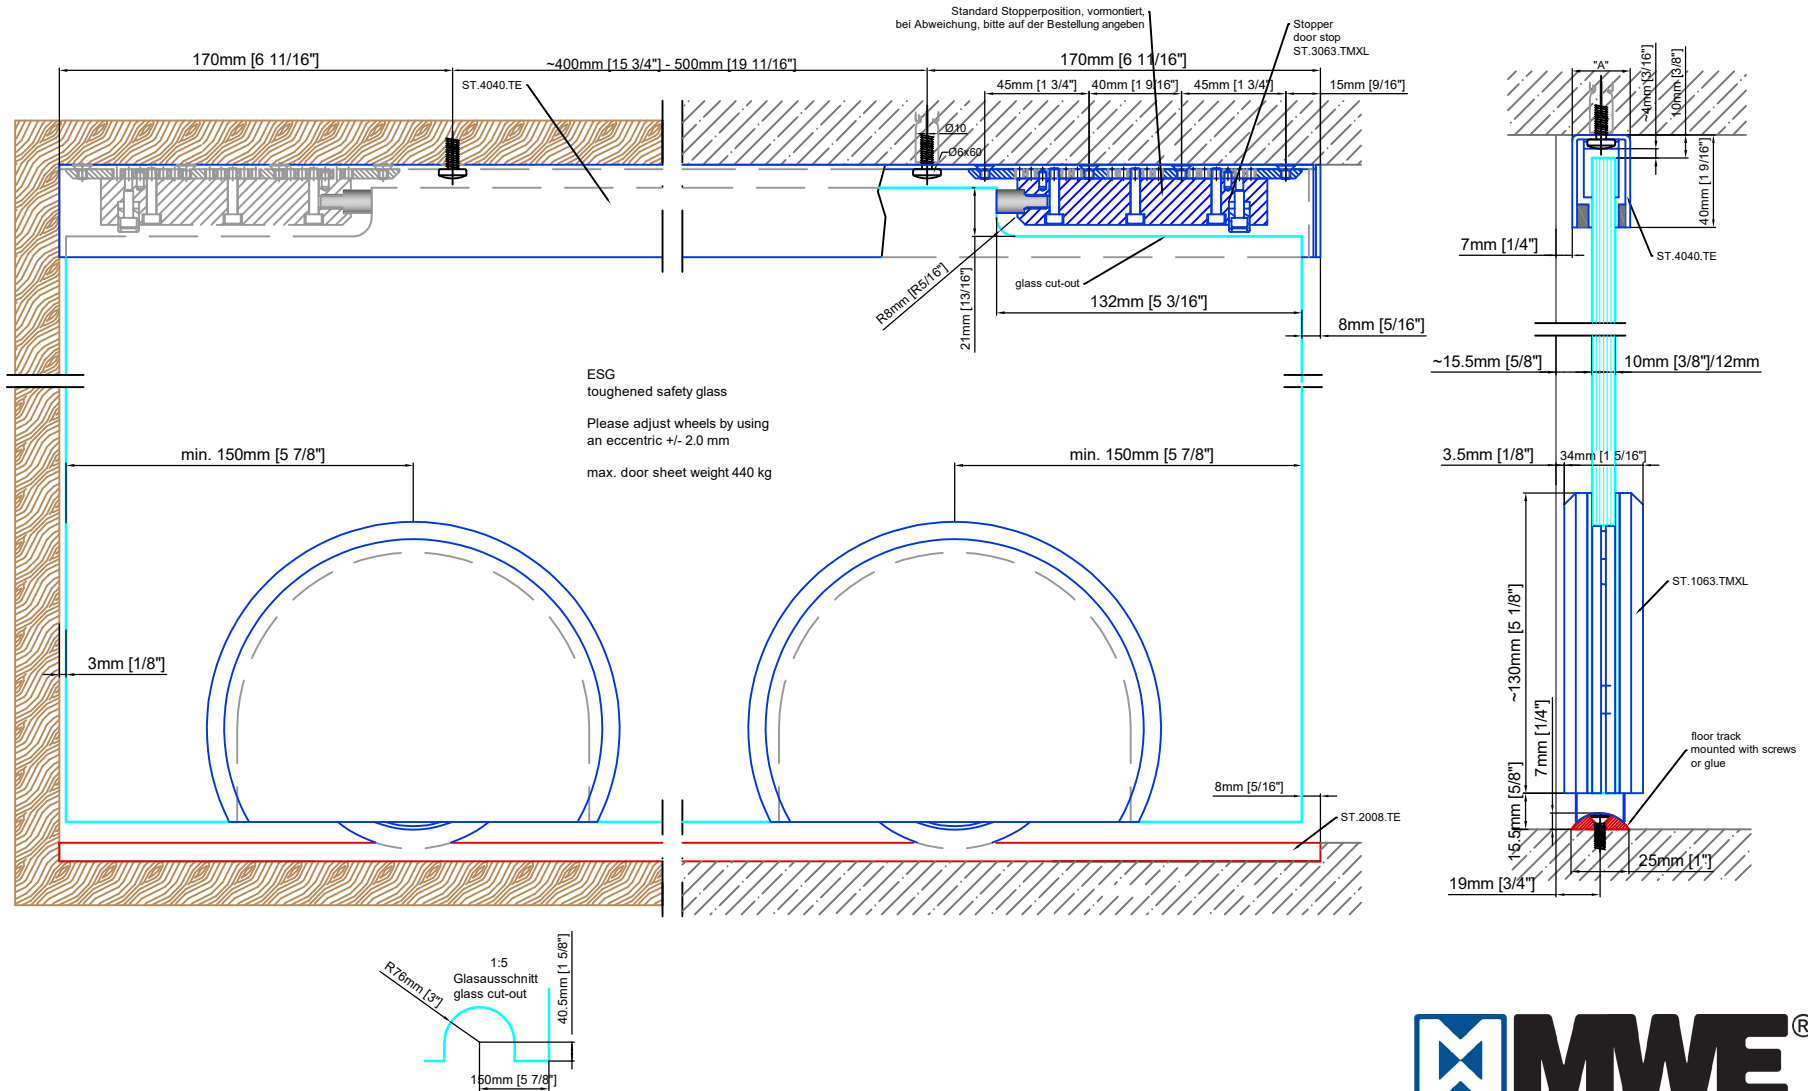 Standard Stopperposition, vormontiert,
bei Abweichung, bitte auf der Bestellung angeben
Stopper
door stop
ST.3063.TMXL
170mm [6 11/16"]
~400mm [15 3/4"] - 500mm [19 11/16"]
170mm [6 11/16"]
ST.4040.TE
45mm [1 3/4"]
40mm [1 9/16"]
45mm [1 3/4"]
15mm [9/16"]
Ø10
Ø6x60
R8mm [R5/16"]
21mm [13/16"]
glass cut-out
132mm [5 3/16"]
8mm [5/16"]
ESG
toughened safety glass
Please adjust wheels by using
an eccentric +/- 2.0 mm
max. door sheet weight 440 kg
min. 150mm [5 7/8"]
min. 150mm [5 7/8"]
3mm [1/8"]
8mm [5/16"]
ST.2008.TE
"A"
~4mm [3/16"]
10mm [3/8"]
40mm [1 9/16"]
7mm [1/4"]
ST.4040.TE
~15.5mm [5/8"]
10mm [3/8"]/12mm
3.5mm [1/8"]
34mm [1 5/16"]
~130mm [5 1/8"]
ST.1063.TMXL
7mm [1/4"]
15.5mm [5/8"]
floor track
mounted with screws
or glue
25mm [1"]
19mm [3/4"]
1:5
Glasausschnitt
glass cut-out
R76mm [3"]
40.5mm [1 5/8"]
150mm [5 7/8"]
MWE®